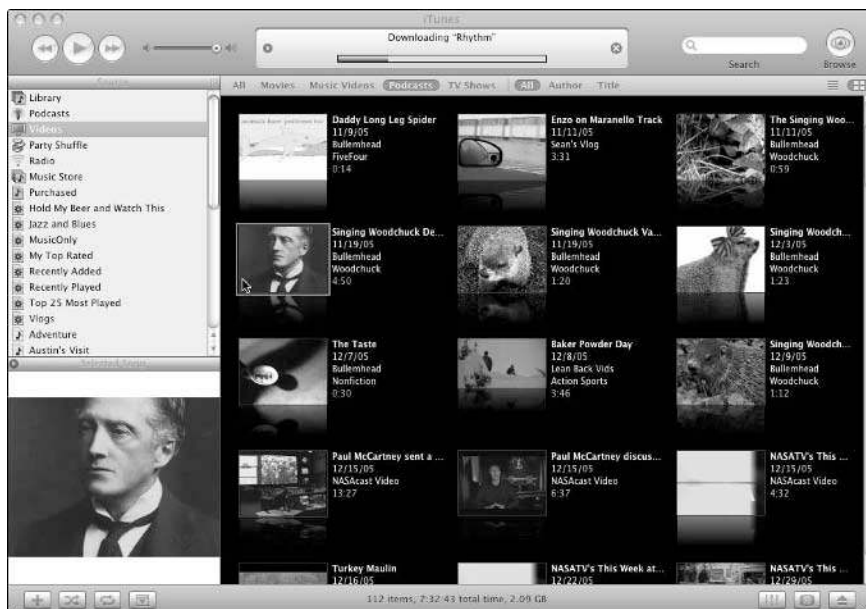 iTunes
Downloading "Rhythm"
Search
Browse
Source
All Movies Music Videos Podcasts TV Shows All Author Title
Library
Podcasts
Videos
Party Shuffle
Radio
Music Store
Purchased
Hold My Beer and Watch This
Jazz and Blues
MusicOnly
My Top Rated
Recently Added
Recently Played
Top 25 Most Played
Vlogs
Adventure
Austin's Visit
Selected Song
Daddy Long Leg Spider
11/9/05
Bullemhead
FiveFour
0:14
Enzo on Maranello Track
11/11/05
Sean's Vlog
3:31
The Singing Woo...
11/11/05
Bullemhead
Woodchuck
0:59
Singing Woodchuck De...
11/19/05
Bullemhead
Woodchuck
4:50
Singing Woodchuck Va...
11/19/05
Bullemhead
Woodchuck
1:20
Singing Woodch...
12/3/05
Bullemhead
Woodchuck
1:23
The Taste
12/7/05
Bullemhead
Nonfiction
0:30
Baker Powder Day
12/8/05
Lean Back Vids
Action Sports
3:46
Singing Woodch...
12/9/05
Bullemhead
Woodchuck
1:12
Paul McCartney sent a ...
12/15/05
NASAcast Video
13:27
Paul McCartney discus...
12/15/05
NASAcast Video
6:37
NASATV's This ...
12/15/05
NASAcast Video
4:32
Turkey Maulin
12/16/05
NASATV's This Week at...
12/22/05
NASATV's This ...
12/29/05
112 items, 7:32:43 total time, 2.09 GB